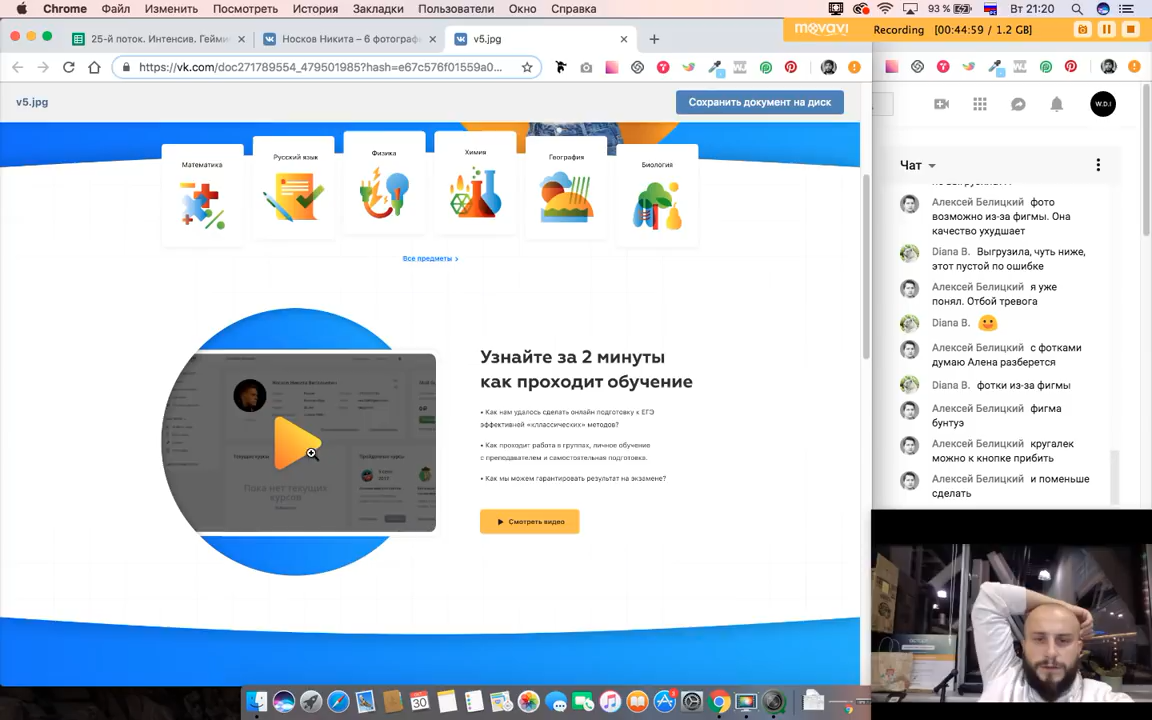 Chrome Файл Изменить Посмотреть История Закладки Пользователи Окно Справка
93 % Вт 21:20
movavi Recording [00:44:59 / 1.2 GB]
25-й поток. Интенсив. Гейми
Носков Никита – 6 фотограф
v5.jpg
https://vk.com/doc271789554_479501985?hash=e67c576f01559a0...
v5.jpg
Сохранить документ на диск
W.D.I
Математика
Русский язык
Физика
Химия
География
Биология
Все предметы >
Узнайте за 2 минуты
как проходит обучение
• Как нам удалось сделать онлайн подготовку к ЕГЭ
эффективней «классических» методов?
• Как проходит работа в группах, личное обучение
с преподавателем и самостоятельная подготовка.
• Как мы можем гарантировать результат на экзамене?
Смотреть видео
Пока нет текущих
курсов
Чат
Алексей Белицкий фото
возможно из-за фигмы. Она
качество ухудшает
Diana B. Выгрузила, чуть ниже,
этот пустой по ошибке
Алексей Белицкий я уже
понял. Отбой тревога
Diana B.
Алексей Белицкий с фотками
думаю Алена разберется
Diana B. фотки из-за фигмы
Алексей Белицкий фигма
бунтуэ
Алексей Белицкий кругалек
можно к кнопке прибить
Алексей Белицкий и поменьше
сделать